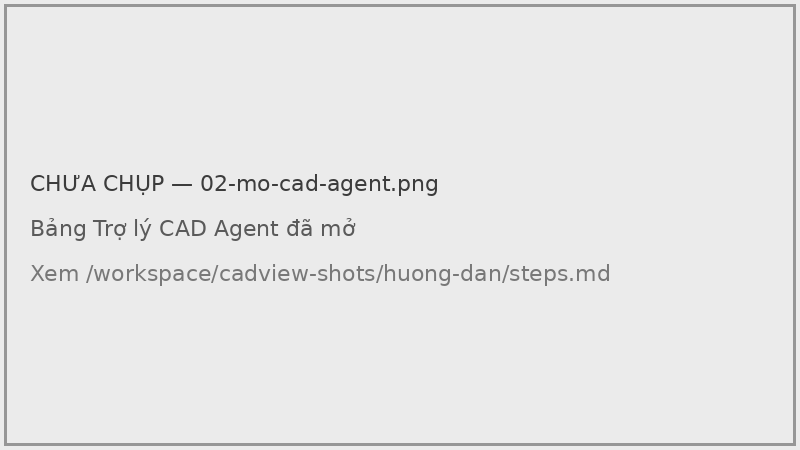 CHƯA CHỤP — 02-mo-cad-agent.png
Bảng Trợ lý CAD Agent đã mở
Xem /workspace/cadview-shots/huong-dan/steps.md